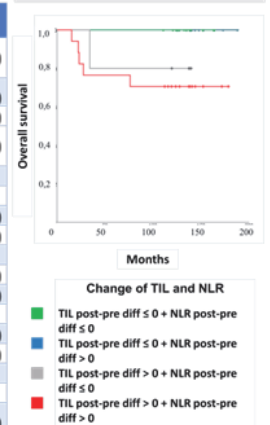 1,0
0,8
0,6
0,4
0,2
Overall survival
0 50 100 150 200
Months
Change of TIL and NLR
TIL post-pre diff ≤ 0 + NLR post-pre
diff ≤ 0
TIL post-pre diff ≤ 0 + NLR post-pre
diff > 0
TIL post-pre diff > 0 + NLR post-pre
diff ≤ 0
TIL post-pre diff > 0 + NLR post-pre
diff > 0